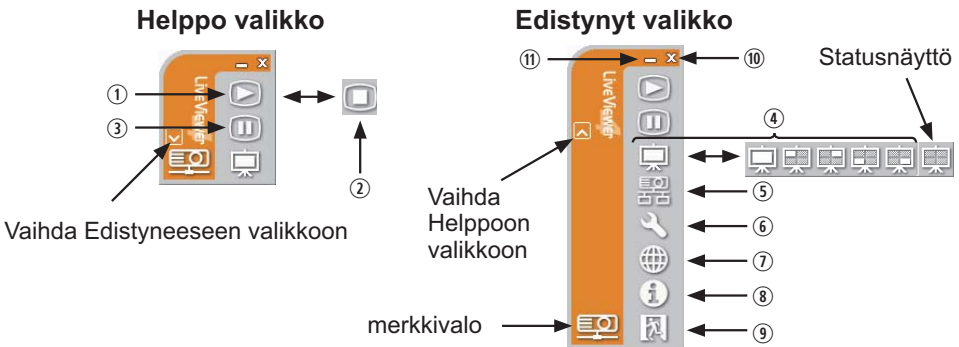 Helppo valikko
LiveViewer
①
③
②
Vaihda Edistyneeseen valikkoon
Edistynyt valikko
⑪
⑩
LiveViewer
Statusnäyttö
④
⑤
⑥
⑦
⑧
⑨
Vaihda
Helppoon
valikkoon
merkkivalo